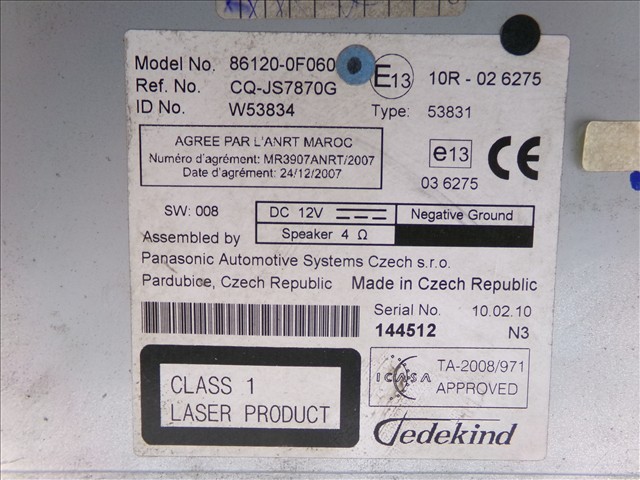 Model No. 86120-0F060
Ref. No. CQ-JS7870G
ID No. W53834
E13 10R - 02 6275
Type: 53831
AGREE PAR L'ANRT MAROC
Numéro d'agrément: MR3907ANRT/2007
Date d'agrément: 24/12/2007
e13
03 6275
CE
SW: 008
DC 12V
Negative Ground
Speaker 4 Ω
Assembled by
Panasonic Automotive Systems Czech s.r.o.
Pardubice, Czech Republic Made in Czech Republic
Serial No. 10.02.10
144512 N3
CLASS 1
LASER PRODUCT
ICASA
TA-2008/971
APPROVED
Tedekind